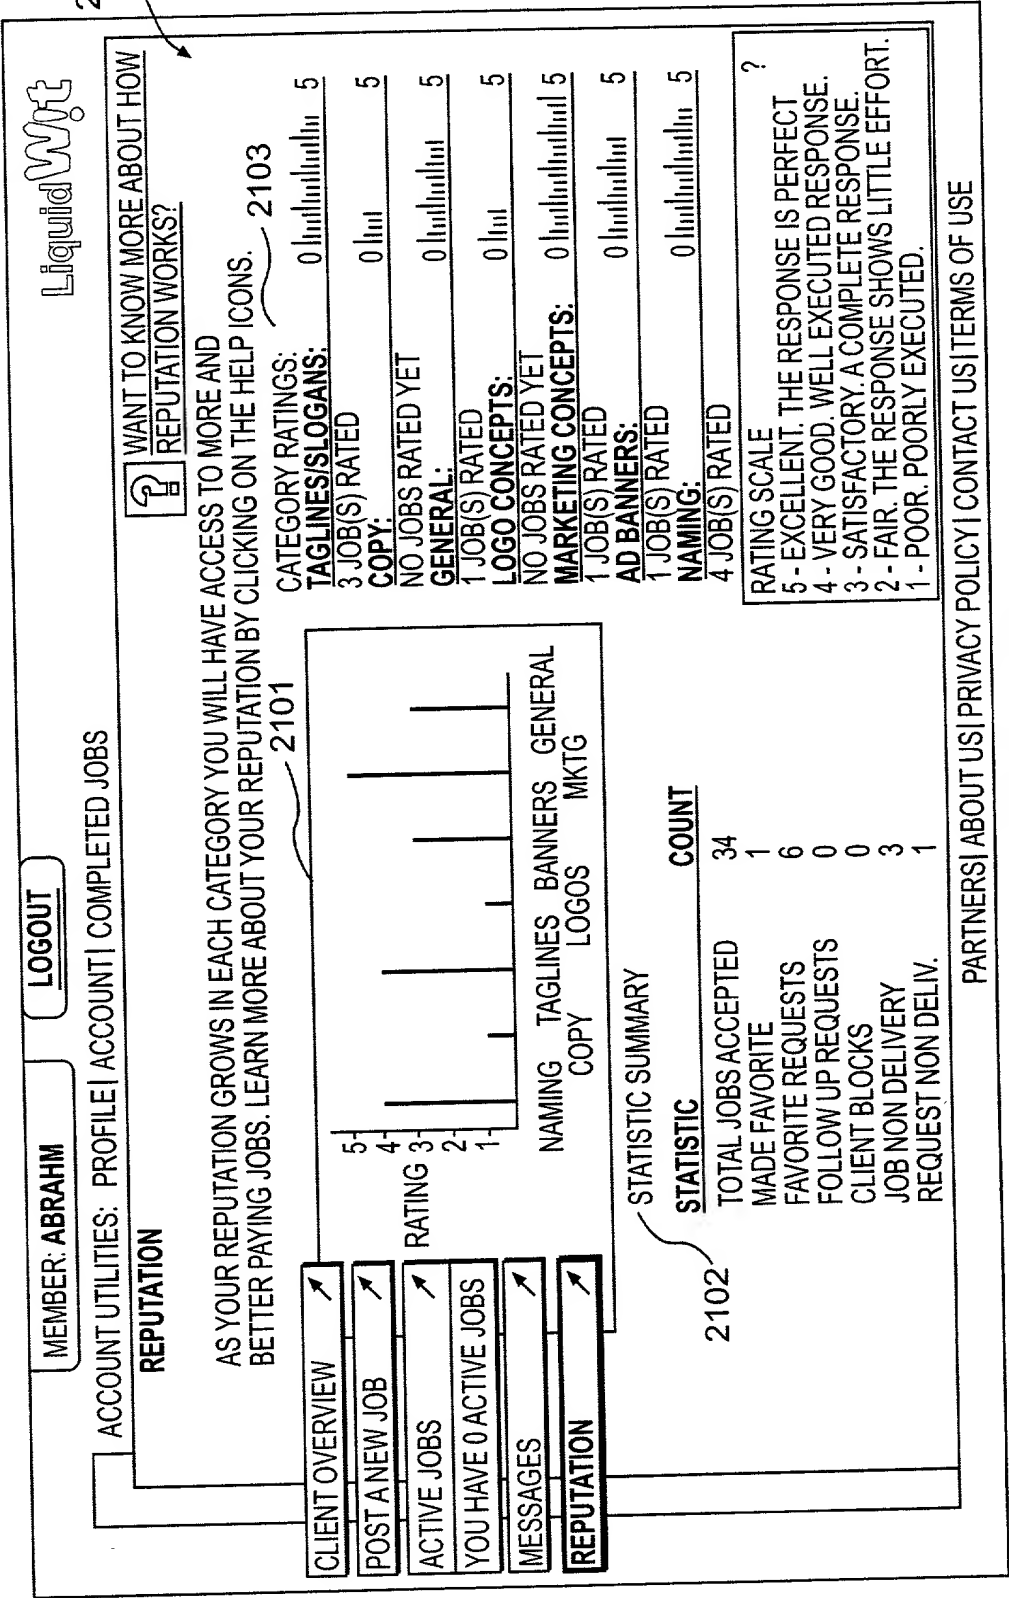 MEMBER: ABRAHM
LOGOUT
LiquidWit
ACCOUNT UTILITIES: PROFILE| ACCOUNT| COMPLETED JOBS
REPUTATION
? WANT TO KNOW MORE ABOUT HOW
REPUTATION WORKS?
AS YOUR REPUTATION GROWS IN EACH CATEGORY YOU WILL HAVE ACCESS TO MORE AND
BETTER PAYING JOBS. LEARN MORE ABOUT YOUR REPUTATION BY CLICKING ON THE HELP ICONS.
CLIENT OVERVIEW
POST A NEW JOB
ACTIVE JOBS
YOU HAVE 0 ACTIVE JOBS
MESSAGES
REPUTATION
2101
5
4
RATING 3
2
1
NAMING TAGLINES BANNERS GENERAL
COPY LOGOS MKTG
2102
STATISTIC SUMMARY
STATISTIC COUNT
TOTAL JOBS ACCEPTED 34
MADE FAVORITE 1
FAVORITE REQUESTS 6
FOLLOW UP REQUESTS 0
CLIENT BLOCKS 0
JOB NON DELIVERY 3
REQUEST NON DELIV. 1
2103
CATEGORY RATINGS:
TAGLINES/SLOGANS: 0 5
3 JOB(S) RATED
COPY: 0 5
NO JOBS RATED YET
GENERAL: 0 5
1 JOB(S) RATED
LOGO CONCEPTS: 0 5
NO JOBS RATED YET
MARKETING CONCEPTS: 0 5
1 JOB(S) RATED
AD BANNERS: 0 5
1 JOB(S) RATED
NAMING: 0 5
4 JOB(S) RATED
RATING SCALE ?
5 - EXCELLENT. THE RESPONSE IS PERFECT
4 - VERY GOOD. WELL EXECUTED RESPONSE.
3 - SATISFACTORY. A COMPLETE RESPONSE.
2 - FAIR. THE RESPONSE SHOWS LITTLE EFFORT.
1 - POOR. POORLY EXECUTED.
PARTNERS| ABOUT US| PRIVACY POLICY| CONTACT US|TERMS OF USE